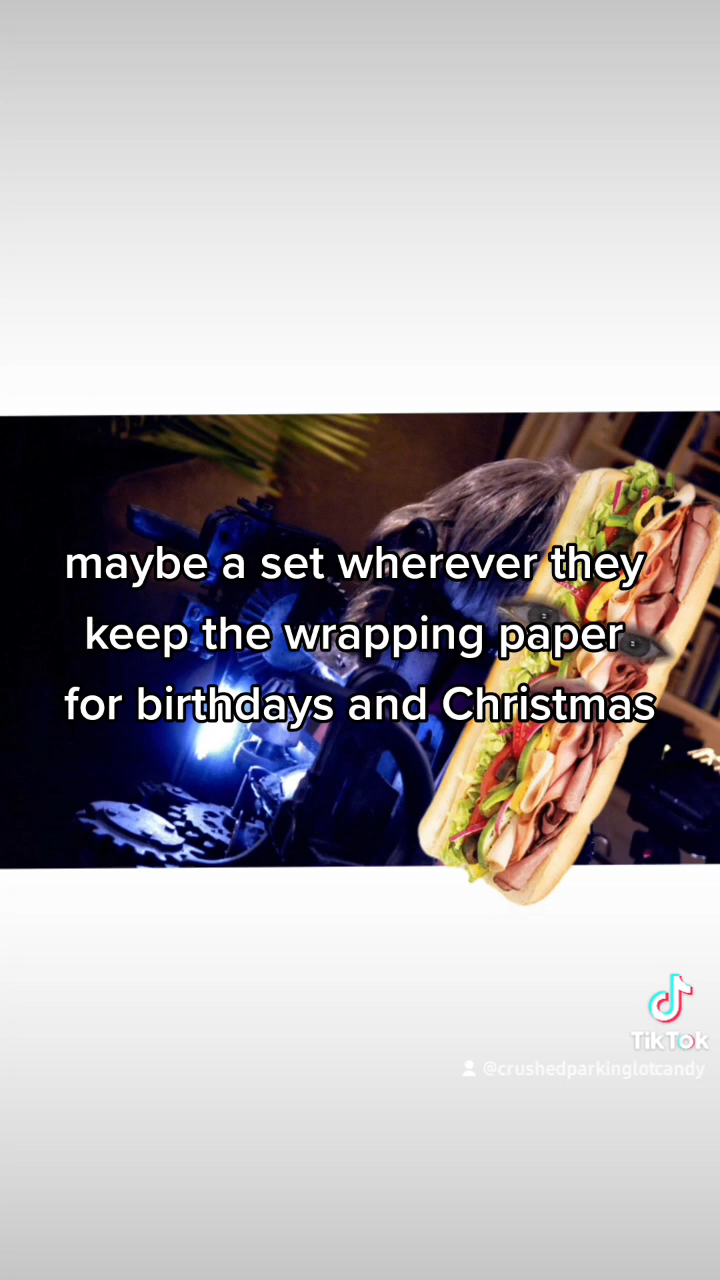 maybe a set wherever they
keep the wrapping paper
for birthdays and Christmas
TikTok
@crushedparkinglotcandy